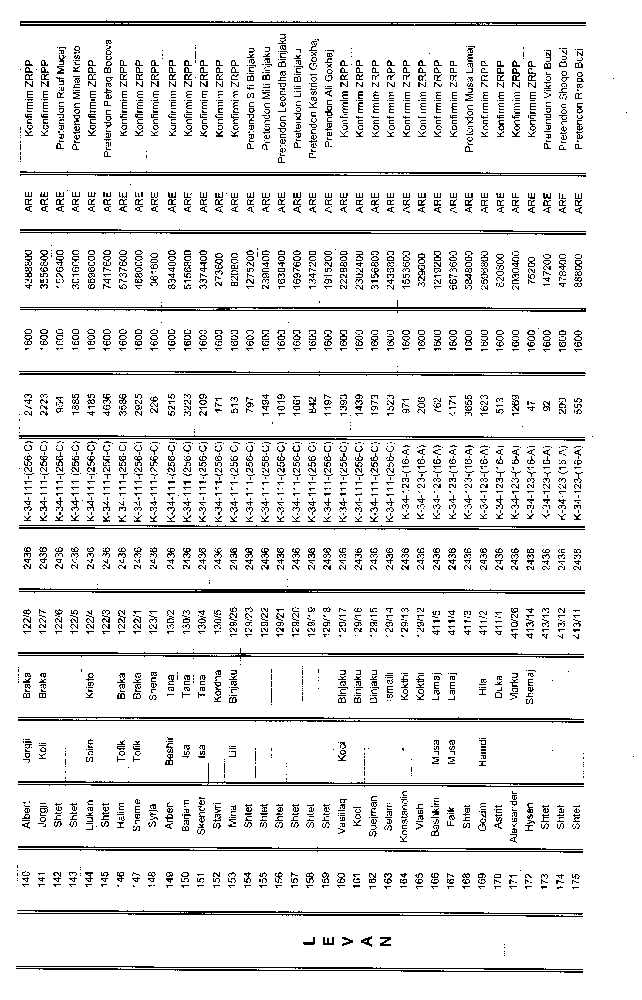 LEVAN
140 Albert Jorgji Braka 122/8 2436 K-34-111-(256-C) 2743 1600 4388800 ARE Konfirmim ZRPP
141 Jorgji Koli Braka 122/7 2436 K-34-111-(256-C) 2223 1600 3556800 ARE Konfirmim ZRPP
142 Shtet 122/6 2436 K-34-111-(256-C) 954 1600 1526400 ARE Pretendon Rauf Muçaj
143 Shtet 122/5 2436 K-34-111-(256-C) 1885 1600 3016000 ARE Pretendon Mihal Kristo
144 Llukan Spiro Kristo 122/4 2436 K-34-111-(256-C) 4185 1600 6696000 ARE Konfirmim ZRPP
145 Shtet 122/3 2436 K-34-111-(256-C) 4636 1600 7417600 ARE Pretendon Petraq Bocova
146 Halim Tofik Braka 122/2 2436 K-34-111-(256-C) 3586 1600 5737600 ARE Konfirmim ZRPP
147 Sheme Tofik Braka 122/1 2436 K-34-111-(256-C) 2925 1600 4680000 ARE Konfirmim ZRPP
148 Syrja Shena 123/1 2436 K-34-111-(256-C) 226 1600 361600 ARE Konfirmim ZRPP
149 Arben Beshir Tana 130/2 2436 K-34-111-(256-C) 5215 1600 8344000 ARE Konfirmim ZRPP
150 Barjam Isa Tana 130/3 2436 K-34-111-(256-C) 3223 1600 5156800 ARE Konfirmim ZRPP
151 Skender Isa Tana 130/4 2436 K-34-111-(256-C) 2109 1600 3374400 ARE Konfirmim ZRPP
152 Stavri Kordha 130/5 2436 K-34-111-(256-C) 171 1600 273600 ARE Konfirmim ZRPP
153 Mina Lili Binjaku 129/25 2436 K-34-111-(256-C) 513 1600 820800 ARE Konfirmim ZRPP
154 Shtet 129/23 2436 K-34-111-(256-C) 797 1600 1275200 ARE Pretendon Sifi Binjaku
155 Shtet 129/22 2436 K-34-111-(256-C) 1494 1600 2390400 ARE Pretendon Miti Binjaku
156 Shtet 129/21 2436 K-34-111-(256-C) 1019 1600 1630400 ARE Pretendon Leonidha Binjaku
157 Shtet 129/20 2436 K-34-111-(256-C) 1061 1600 1697600 ARE Pretendon Lili Binjaku
158 Shtet 129/19 2436 K-34-111-(256-C) 842 1600 1347200 ARE Pretendon Kastriot Goxhaj
159 Shtet 129/18 2436 K-34-111-(256-C) 1197 1600 1915200 ARE Pretendon Ali Goxhaj
160 Vasillaq Koci Binjaku 129/17 2436 K-34-111-(256-C) 1393 1600 2228800 ARE Konfirmim ZRPP
161 Koci Binjaku 129/16 2436 K-34-111-(256-C) 1439 1600 2302400 ARE Konfirmim ZRPP
162 Suejman Binjaku 129/15 2436 K-34-111-(256-C) 1973 1600 3156800 ARE Konfirmim ZRPP
163 Selam Ismaili 129/14 2436 K-34-111-(256-C) 1523 1600 2436800 ARE Konfirmim ZRPP
164 Konstandin Kokthi 129/13 2436 K-34-123-(16-A) 971 1600 1553600 ARE Konfirmim ZRPP
165 Vlash Kokthi 129/12 2436 K-34-123-(16-A) 206 1600 329600 ARE Konfirmim ZRPP
166 Bashkim Musa Lamaj 411/5 2436 K-34-123-(16-A) 762 1600 1219200 ARE Konfirmim ZRPP
167 Faik Musa Lamaj 411/4 2436 K-34-123-(16-A) 4171 1600 6673600 ARE Konfirmim ZRPP
168 Shtet 411/3 2436 K-34-123-(16-A) 3655 1600 5848000 ARE Pretendon Musa Lamaj
169 Gezim Hamdi Hila 411/2 2436 K-34-123-(16-A) 1623 1600 2596800 ARE Konfirmim ZRPP
170 Astrit Duka 411/1 2436 K-34-123-(16-A) 513 1600 820800 ARE Konfirmim ZRPP
171 Aleksander Marku 410/26 2436 K-34-123-(16-A) 1269 1600 2030400 ARE Konfirmim ZRPP
172 Hysen Shemaj 413/14 2436 K-34-123-(16-A) 47 1600 75200 ARE Konfirmim ZRPP
173 Shtet 413/13 2436 K-34-123-(16-A) 92 1600 147200 ARE Pretendon Viktor Buzi
174 Shtet 413/12 2436 K-34-123-(16-A) 299 1600 478400 ARE Pretendon Shaqo Buzi
175 Shtet 413/11 2436 K-34-123-(16-A) 555 1600 888000 ARE Pretendon Rrapo Buzi